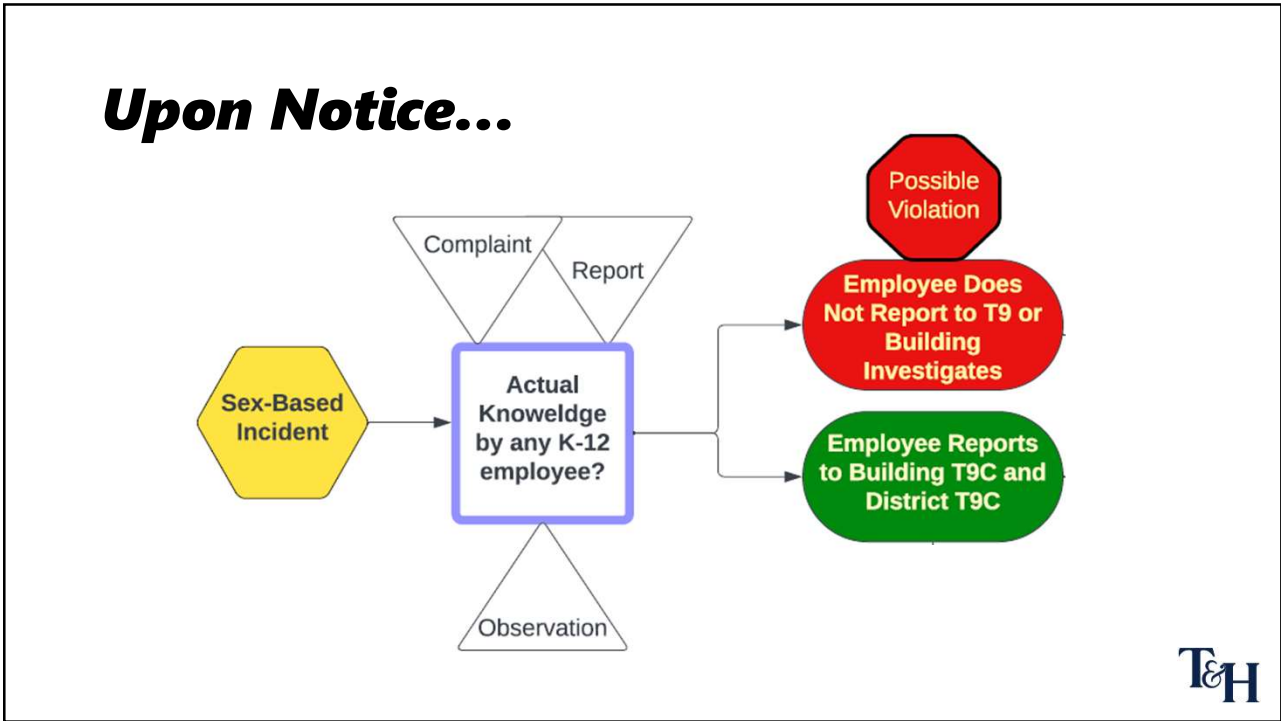 Upon Notice...
Possible
Violation
Complaint
Report
Employee Does
Not Report to T9 or
Building
Investigates
Sex-Based
Incident
Actual
Knoweldge
by any K-12
employee?
Employee Reports
to Building T9C and
District T9C
Observation
T&H